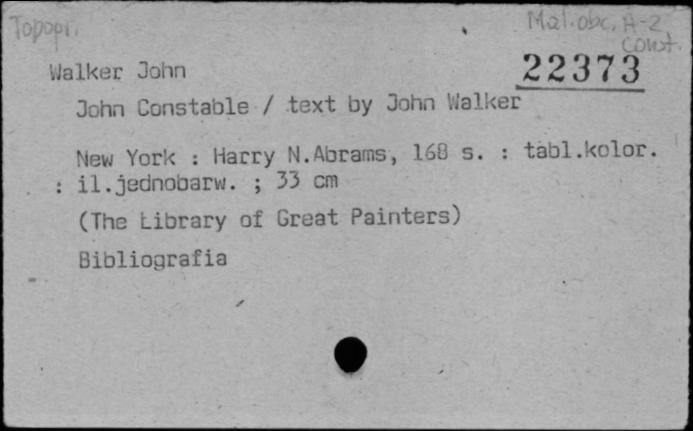 Topogr.
Mal.obc. A-2
Const.
22373
Walker John
John Constable / text by John Walker
New York : Harry N.Abrams, 168 s. : tabl.kolor.
: il.jednobarw. ; 33 cm
(The Library of Great Painters)
Bibliografia